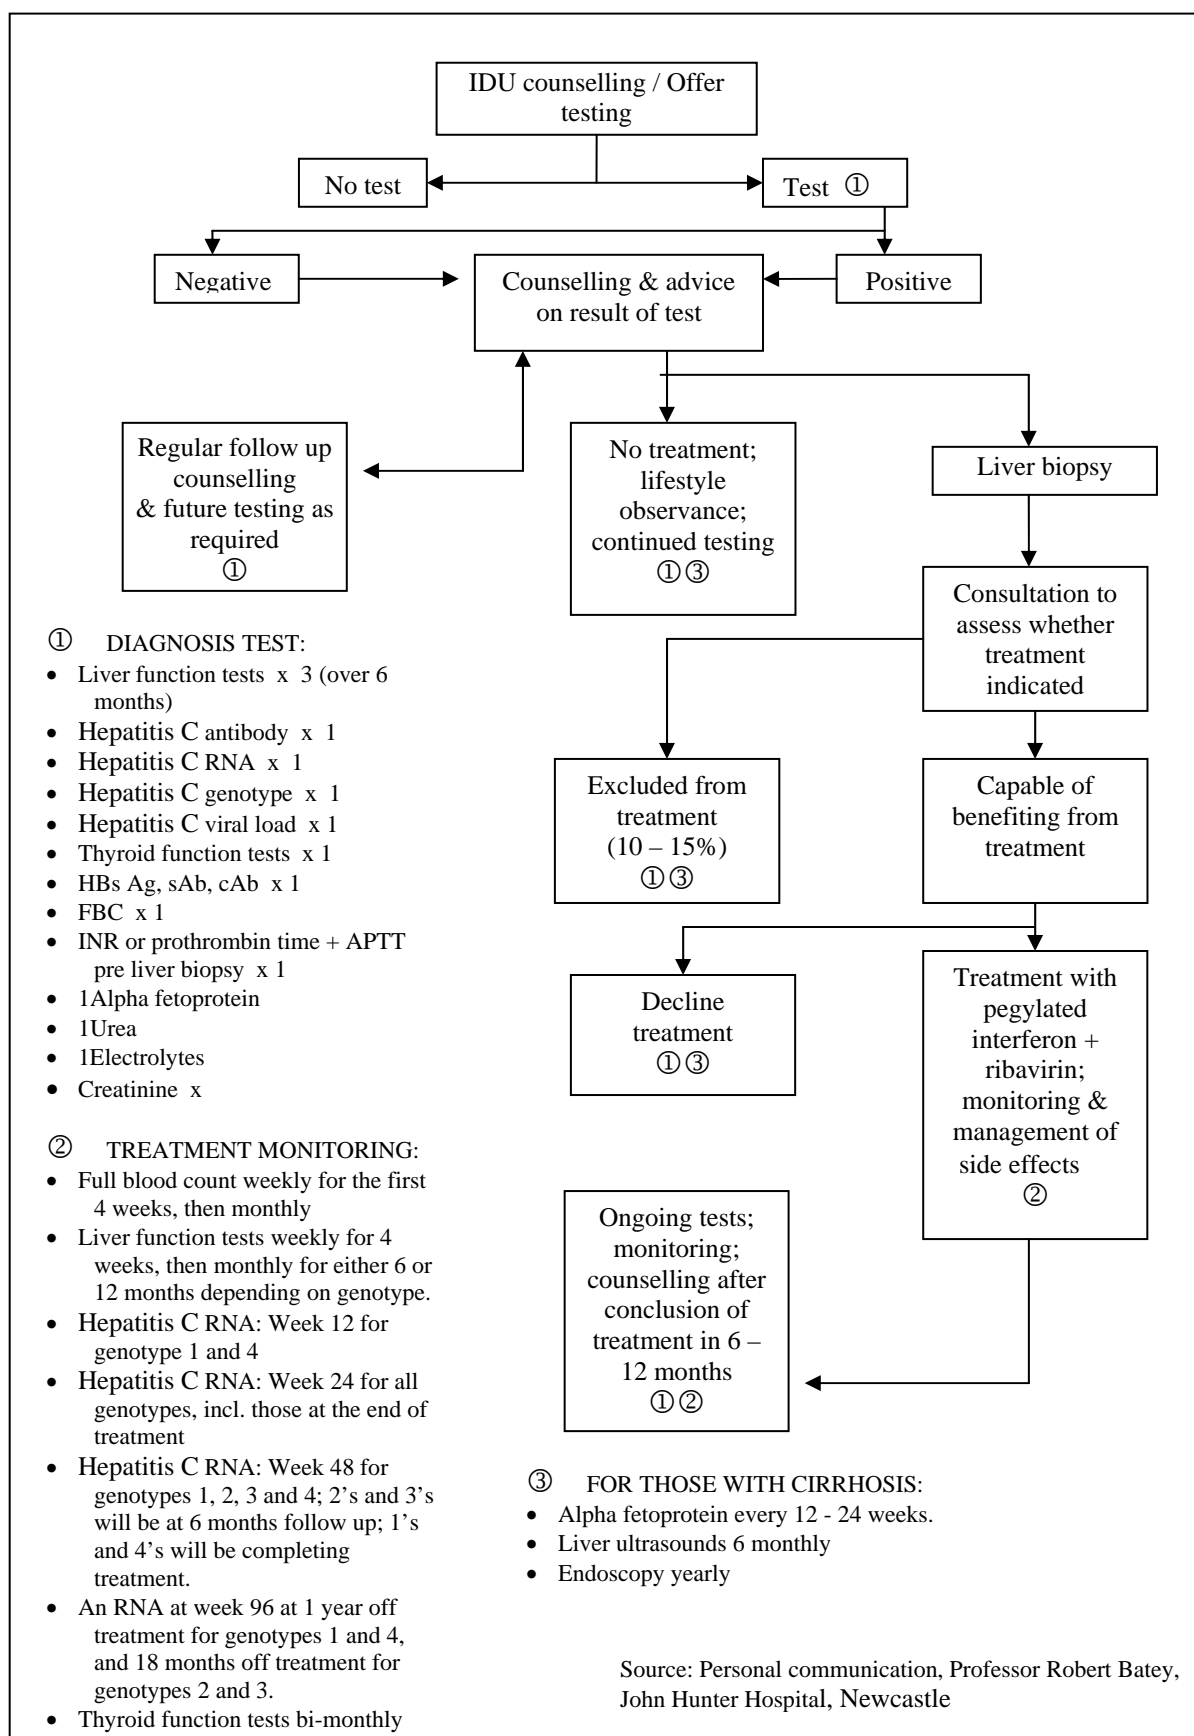 IDU counselling / Offer
testing
No test
Test ①
Negative
Counselling & advice
on result of test
Positive
Regular follow up
counselling
& future testing as
required
①
No treatment;
lifestyle
observance;
continued testing
① ③
Liver biopsy
Consultation to
assess whether
treatment
indicated
Excluded from
treatment
(10 – 15%)
① ③
Capable of
benefiting from
treatment
Decline
treatment
① ③
Treatment with
pegylated
interferon +
ribavirin;
monitoring &
management of
side effects
②
Ongoing tests;
monitoring;
counselling after
conclusion of
treatment in 6 –
12 months
① ②
① DIAGNOSIS TEST:
• Liver function tests x 3 (over 6
months)
• Hepatitis C antibody x 1
• Hepatitis C RNA x 1
• Hepatitis C genotype x 1
• Hepatitis C viral load x 1
• Thyroid function tests x 1
• HBs Ag, sAb, cAb x 1
• FBC x 1
• INR or prothrombin time + APTT
pre liver biopsy x 1
• 1Alpha fetoprotein
• 1Urea
• 1Electrolytes
• Creatinine x
② TREATMENT MONITORING:
• Full blood count weekly for the first
4 weeks, then monthly
• Liver function tests weekly for 4
weeks, then monthly for either 6 or
12 months depending on genotype.
• Hepatitis C RNA: Week 12 for
genotype 1 and 4
• Hepatitis C RNA: Week 24 for all
genotypes, incl. those at the end of
treatment
• Hepatitis C RNA: Week 48 for
genotypes 1, 2, 3 and 4; 2’s and 3’s
will be at 6 months follow up; 1’s
and 4’s will be completing
treatment.
• An RNA at week 96 at 1 year off
treatment for genotypes 1 and 4,
and 18 months off treatment for
genotypes 2 and 3.
• Thyroid function tests bi-monthly
③ FOR THOSE WITH CIRRHOSIS:
• Alpha fetoprotein every 12 - 24 weeks.
• Liver ultrasounds 6 monthly
• Endoscopy yearly
Source: Personal communication, Professor Robert Batey,
John Hunter Hospital, Newcastle